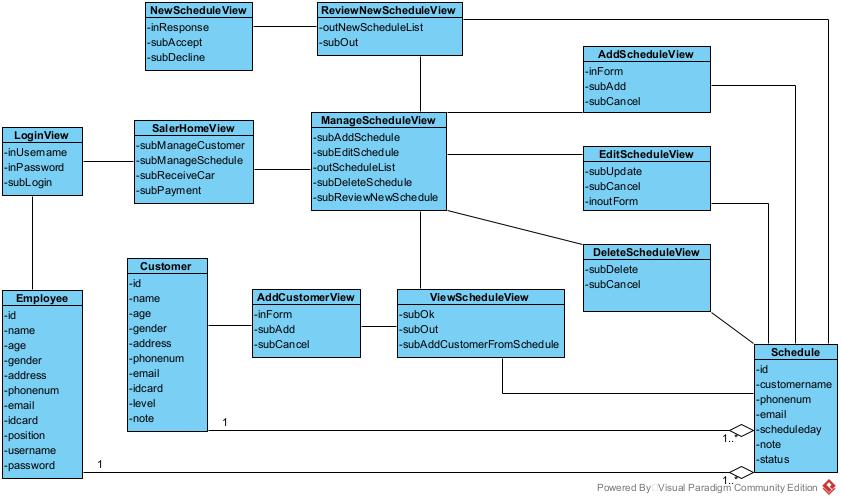 NewScheduleView
-inResponse
-subAccept
-subDecline
ReviewNewScheduleView
-outNewScheduleList
-subOut
AddScheduleView
-inForm
-subAdd
-subCancel
LoginView
-inUsername
-inPassword
-subLogin
SalerHomeView
-subManageCustomer
-subManageSchedule
-subReceiveCar
-subPayment
ManageScheduleView
-subAddSchedule
-subEditSchedule
-outScheduleList
-subDeleteSchedule
-subReviewNewSchedule
EditScheduleView
-subUpdate
-subCancel
-inoutForm
DeleteScheduleView
-subDelete
-subCancel
Employee
-id
-name
-age
-gender
-address
-phonenum
-email
-idcard
-position
-username
-password
Customer
-id
-name
-age
-gender
-address
-phonenum
-email
-idcard
-level
-note
AddCustomerView
-inForm
-subAdd
-subCancel
ViewScheduleView
-subOk
-subOut
-subAddCustomerFromSchedule
Schedule
-id
-customername
-phonenum
-email
-scheduleday
-note
-status
1
1..*
1
1..*
Powered By Visual Paradigm Community Edition